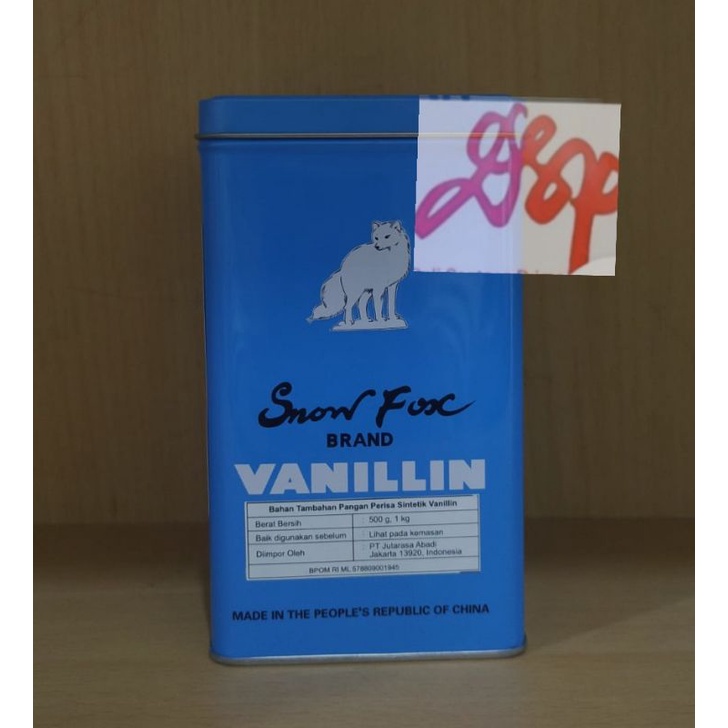 gsp
Snow Fox
BRAND
VANILLIN
Bahan Tambahan Pangan Perisa Sintetik Vanillin
Berat Bersih : 500 g, 1 kg
Baik digunakan sebelum : Lihat pada kemasan
Diimpor Oleh : PT Jutarasa Abadi
Jakarta 13920, Indonesia
BPOM RI ML 578809001945
MADE IN THE PEOPLE'S REPUBLIC OF CHINA